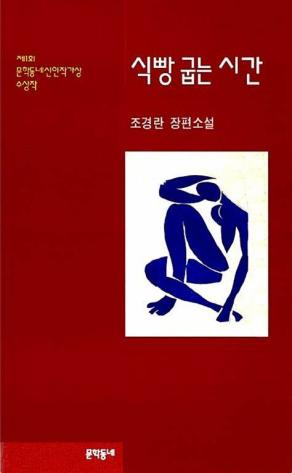 제1회
문학동네신인작가상
수상작
식빵 굽는 시간
조경란 장편소설
문학동네